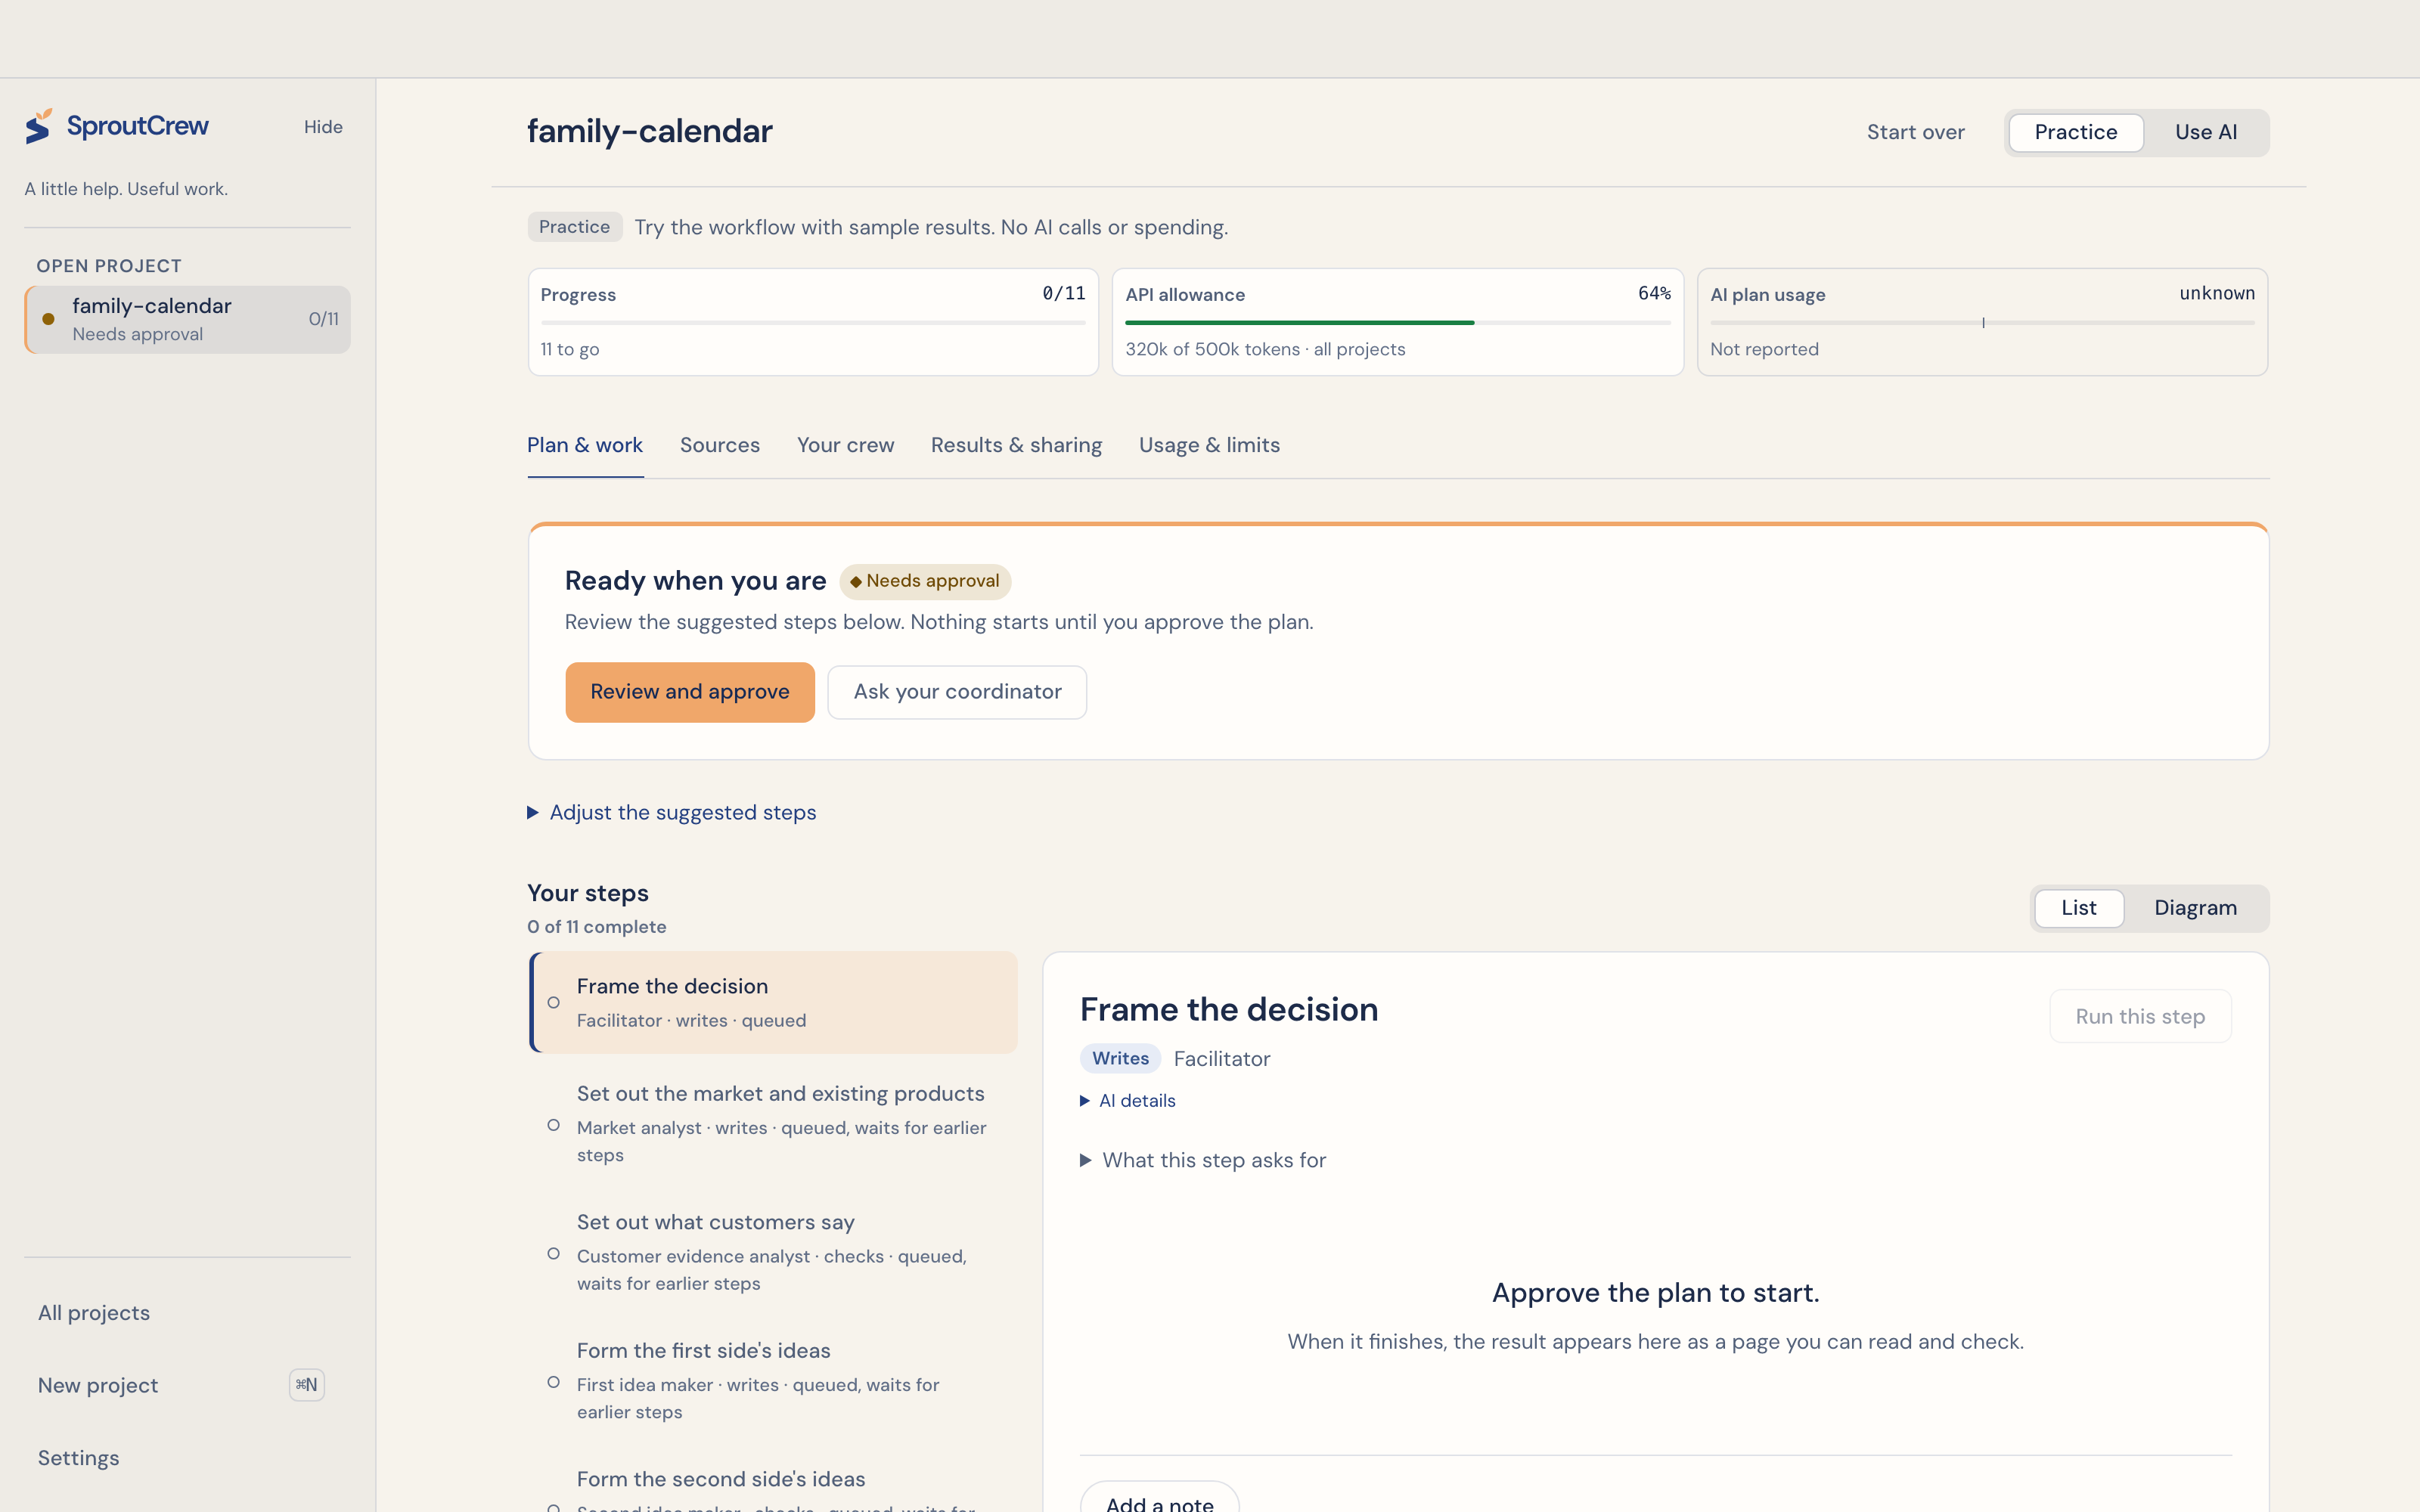 SproutCrew
Hide
A little help. Useful work.
OPEN PROJECT
family-calendar
Needs approval
0/11
All projects
New project
⌘N
Settings
family-calendar
Start over
Practice
Use AI
Practice
Try the workflow with sample results. No AI calls or spending.
Progress
0/11
11 to go
API allowance
64%
320k of 500k tokens · all projects
AI plan usage
unknown
Not reported
Plan & work
Sources
Your crew
Results & sharing
Usage & limits
Ready when you are
Needs approval
Review the suggested steps below. Nothing starts until you approve the plan.
Review and approve
Ask your coordinator
Adjust the suggested steps
Your steps
0 of 11 complete
List
Diagram
Frame the decision
Facilitator · writes · queued
Set out the market and existing products
Market analyst · writes · queued, waits for earlier
steps
Set out what customers say
Customer evidence analyst · checks · queued,
waits for earlier steps
Form the first side's ideas
First idea maker · writes · queued, waits for
earlier steps
Form the second side's ideas
Second idea maker · checks · queued, waits for
Frame the decision
Run this step
Writes
Facilitator
AI details
What this step asks for
Approve the plan to start.
When it finishes, the result appears here as a page you can read and check.
Add a note